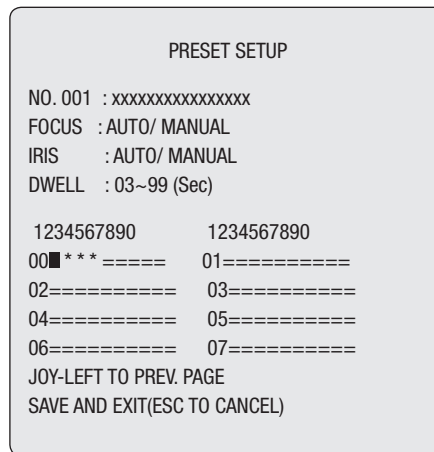 PRESET SETUP
NO. 001 : xxxxxxxxxxxxxxxx
FOCUS : AUTO/ MANUAL
IRIS : AUTO/ MANUAL
DWELL : 03~99 (Sec)
1234567890 1234567890
00■ * * * ===== 01==========
02========== 03==========
04========== 05==========
06========== 07==========
JOY-LEFT TO PREV. PAGE
SAVE AND EXIT(ESC TO CANCEL)